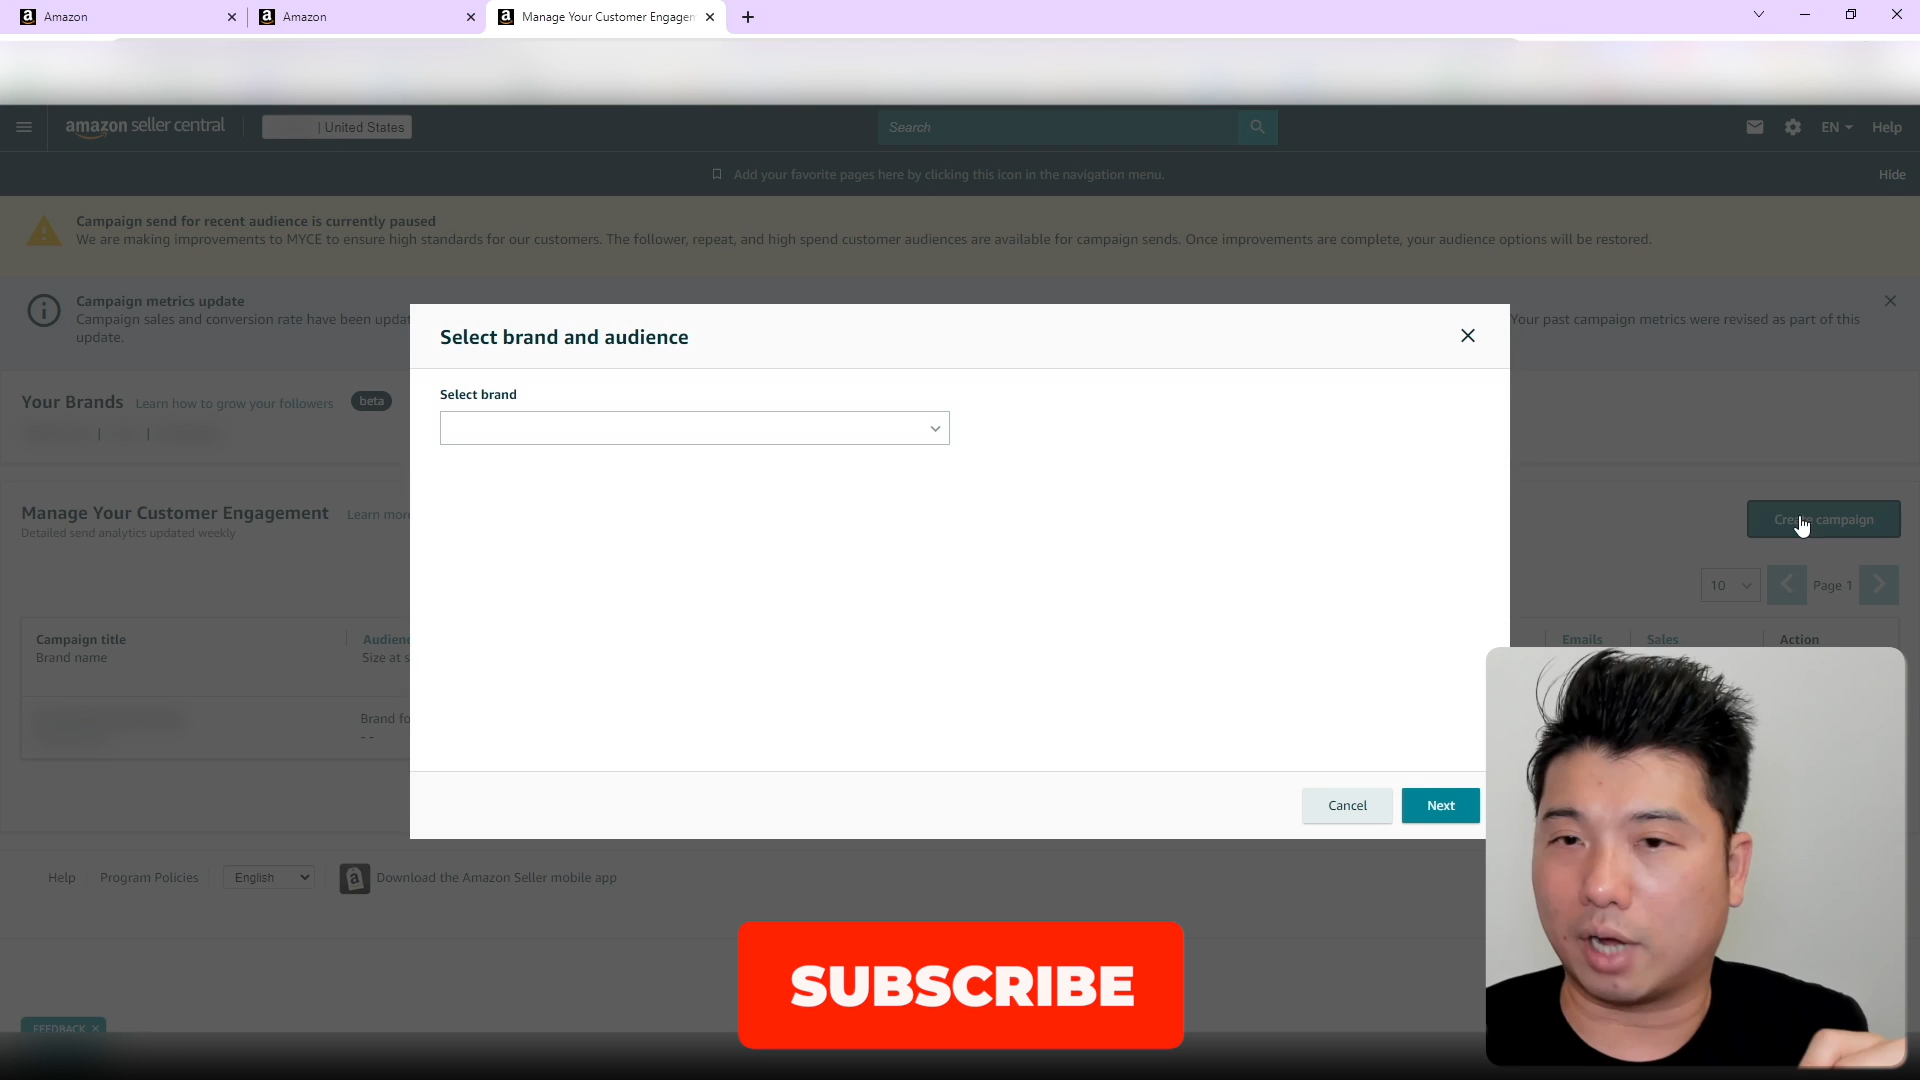 Amazon
Amazon
Manage Your Customer Engagem
amazon seller central
| United States
Search
EN
Help
Add your favorite pages here by clicking this icon in the navigation menu.
Hide
Campaign send for recent audience is currently paused
We are making improvements to MYCE to ensure high standards for our customers. The follower, repeat, and high spend customer audiences are available for campaign sends. Once improvements are complete, your audience options will be restored.
Campaign metrics update
Campaign sales and conversion rate have been updat
Your past campaign metrics were revised as part of this
update.
Select brand and audience
Select brand
Your Brands
Learn how to grow your followers
beta
Manage Your Customer Engagement
Learn more
Detailed send analytics updated weekly
Create campaign
10
Page 1
Campaign title
Brand name
Audienc
Size at s
Emails
Sales
Action
Brand fo
- -
Cancel
Next
Help
Program Policies
English
Download the Amazon Seller mobile app
SUBSCRIBE
FEEDBACK